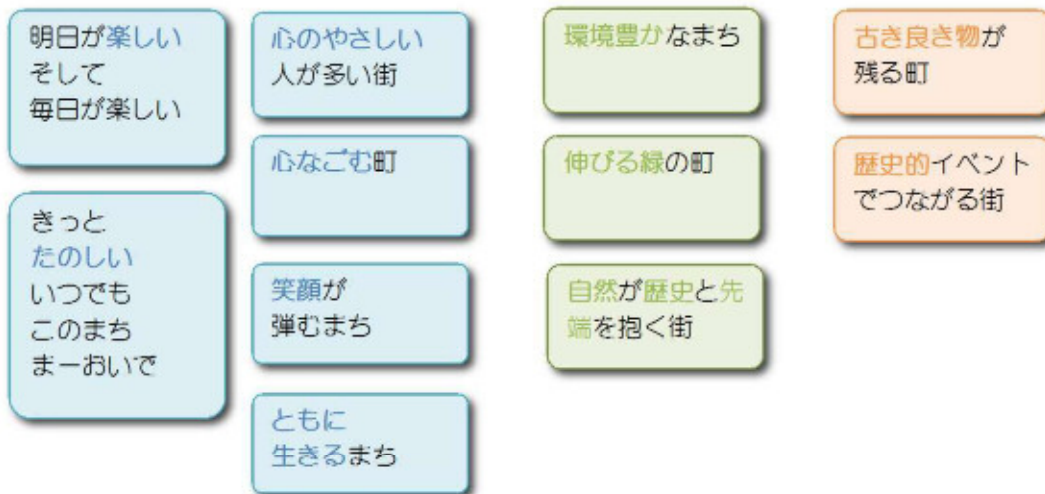 明日が楽しい
そして
毎日が楽しい
きっと
たのしい
いつでも
このまち
まーおいで
心のやさしい
人が多い街
心なごむ町
笑顔が
弾むまち
ともに
生きるまち
環境豊かなまち
伸びる緑の町
自然が歴史と先
端を抱く街
古き良き物が
残る町
歴史的イベント
でつながる街